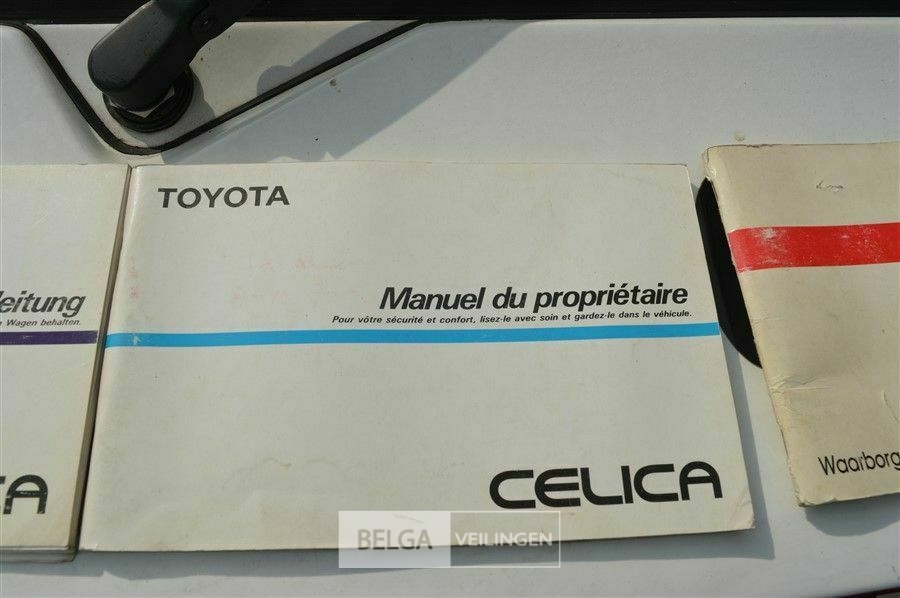 TOYOTA
Manuel du propriétaire
Pour vôtre sécurité et confort, lisez-le avec soin et gardez-le dans le véhicule.
CELICA
leitung
Wagen behalten.
CA
Waarborg
BELGA VEILINGEN